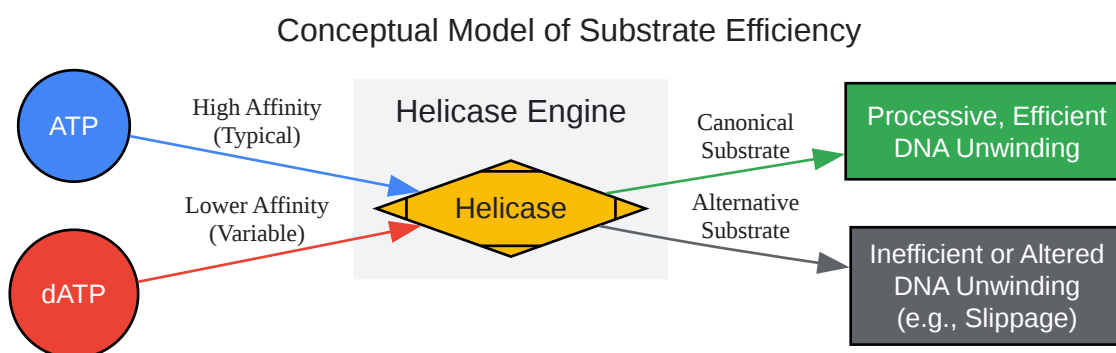 Conceptual Model of Substrate Efficiency
ATP
High Affinity
(Typical)
Helicase Engine
Canonical
Substrate
Processive, Efficient
DNA Unwinding
Helicase
dATP
Lower Affinity
(Variable)
Alternative
Substrate
Inefficient or Altered
DNA Unwinding
(e.g., Slippage)